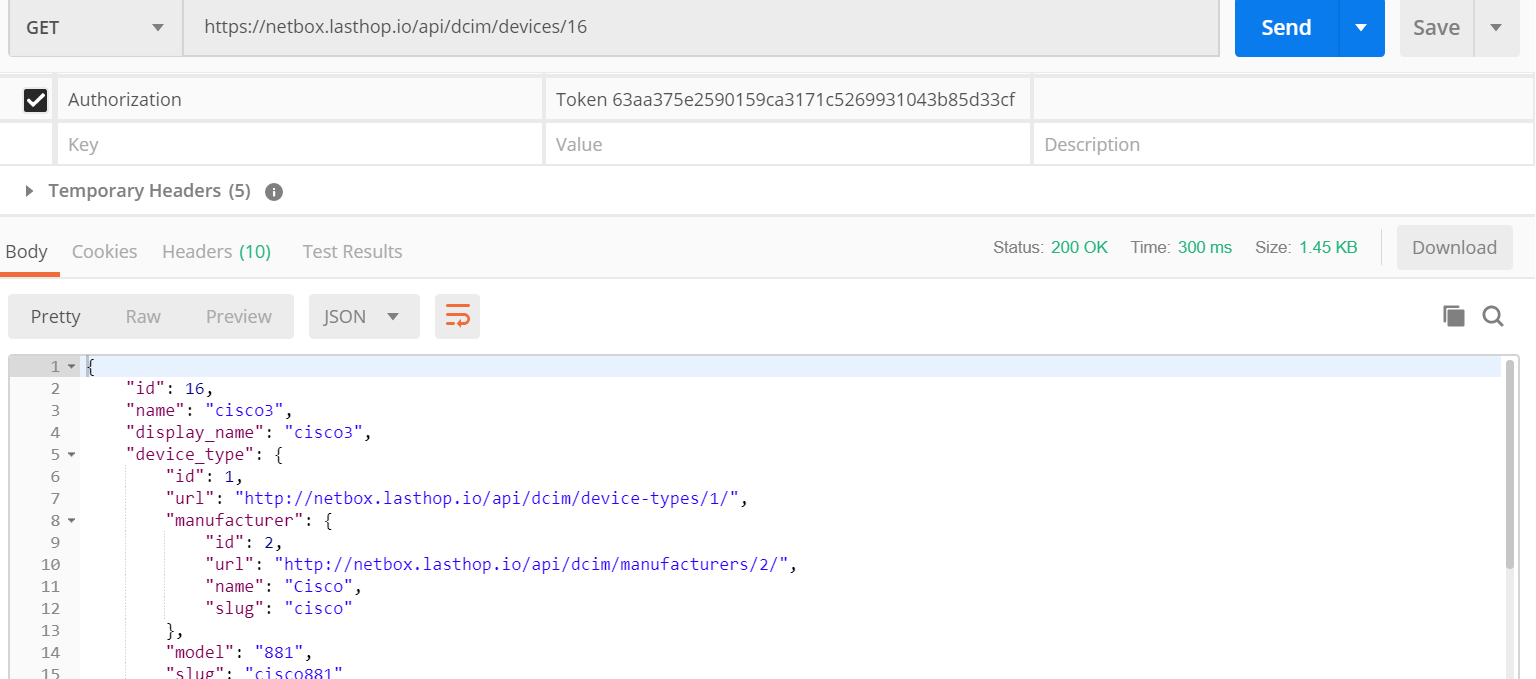 GET https://netbox.lasthop.io/api/dcim/devices/16 Send Save
Authorization Token 63aa375e2590159ca3171c5269931043b85d33cf
Key Value Description
Temporary Headers (5)
Body Cookies Headers (10) Test Results Status: 200 OK Time: 300 ms Size: 1.45 KB Download
Pretty Raw Preview JSON
1 {
2 "id": 16,
3 "name": "cisco3",
4 "display_name": "cisco3",
5 "device_type": {
6 "id": 1,
7 "url": "http://netbox.lasthop.io/api/dcim/device-types/1/",
8 "manufacturer": {
9 "id": 2,
10 "url": "http://netbox.lasthop.io/api/dcim/manufacturers/2/",
11 "name": "Cisco",
12 "slug": "cisco"
13 },
14 "model": "881",
15 "slug": "cisco881"